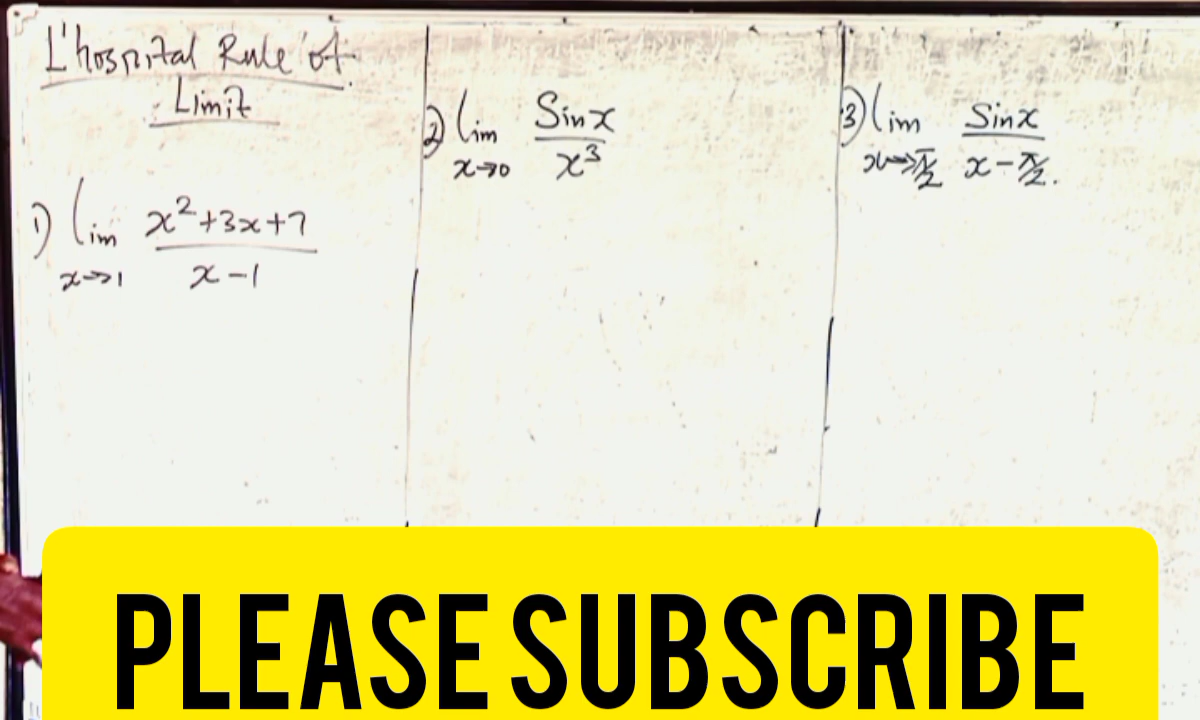 L'hospital Rule of
Limit
1) lim x²+3x+7
x→1 x-1
2) lim Sinx
x→0 x³
3) lim Sinx
x→π/2 x-π/2.
PLEASE SUBSCRIBE